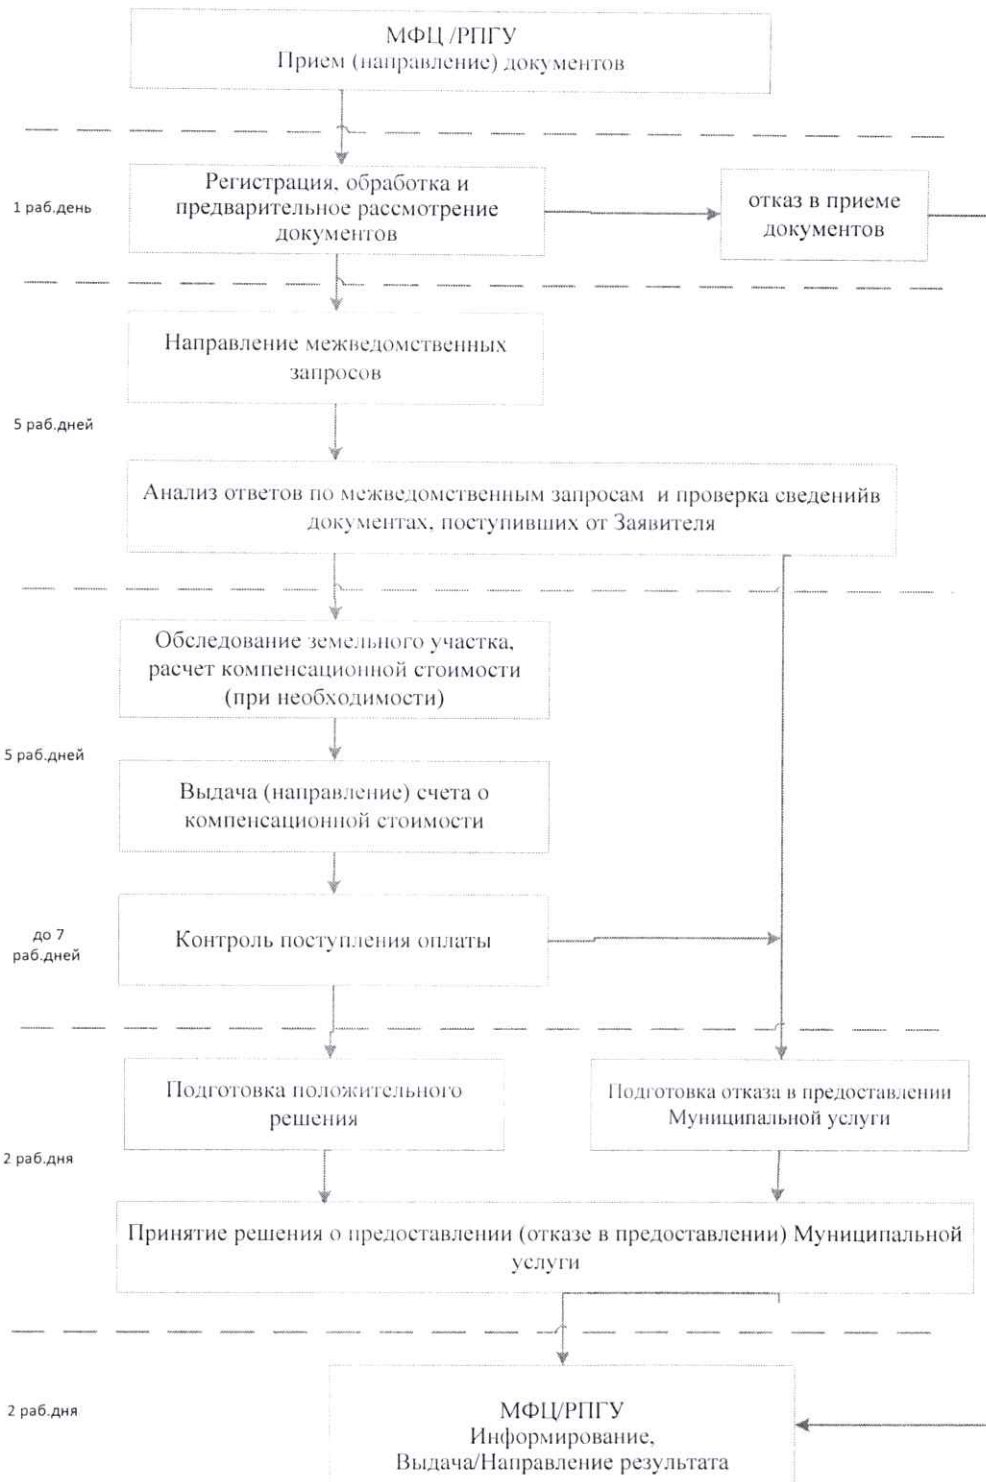 МФЦ /РПГУ
Прием (направление) документов
1 раб.день
Регистрация, обработка и
предварительное рассмотрение
документов
отказ в приеме
документов
Направление межведомственных
запросов
5 раб.дней
Анализ ответов по межведомственным запросам и проверка сведенийв
документах, поступивших от Заявителя
Обследование земельного участка,
расчет компенсационной стоимости
(при необходимости)
5 раб.дней
Выдача (направление) счета о
компенсационной стоимости
до 7
раб.дней
Контроль поступления оплаты
Подготовка положительного
решения
Подготовка отказа в предоставлении
Муниципальной услуги
2 раб.дня
Принятие решения о предоставлении (отказе в предоставлении) Муниципальной
услуги
2 раб.дня
МФЦ/РПГУ
Информирование,
Выдача/Направление результата